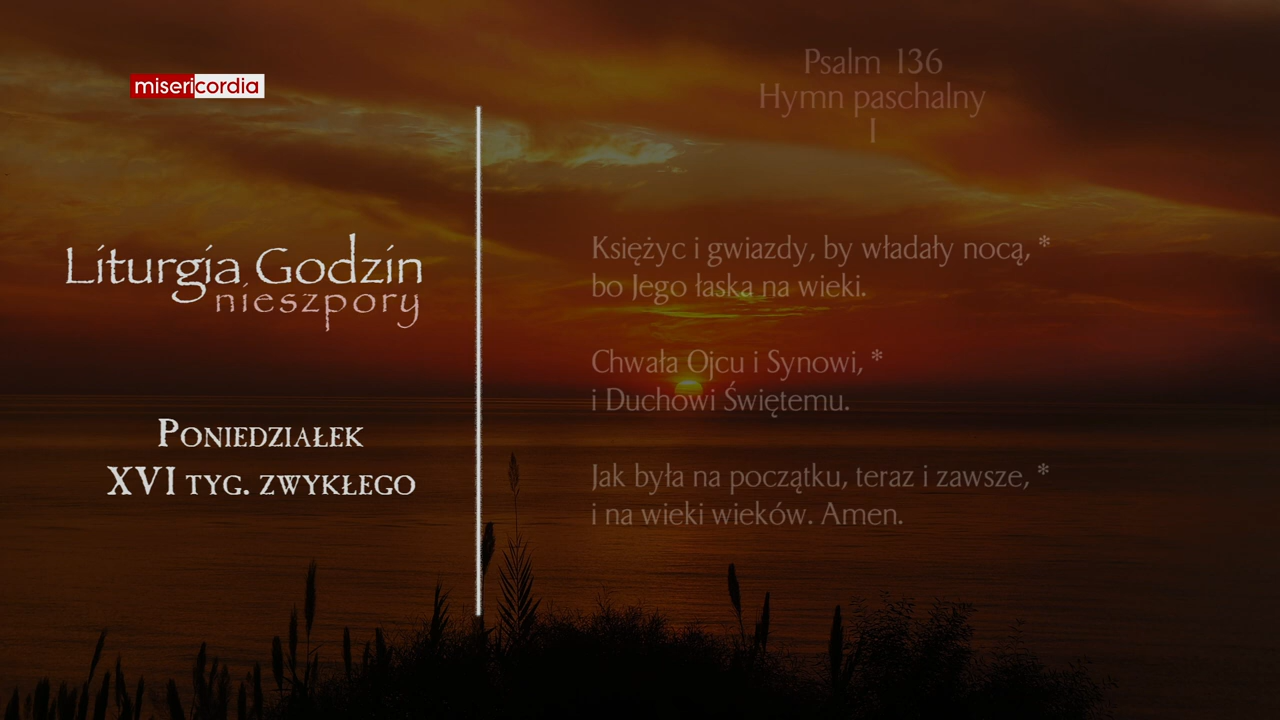 misericordia
Liturgia Godzin
nieszpory
Poniedziałek
XVI tyg. zwykłego
Psalm 136
Hymn paschalny
I
Księżyc i gwiazdy, by władały nocą, *
bo Jego łaska na wieki.
Chwała Ojcu i Synowi, *
i Duchowi Świętemu.
Jak była na początku, teraz i zawsze, *
i na wieki wieków. Amen.